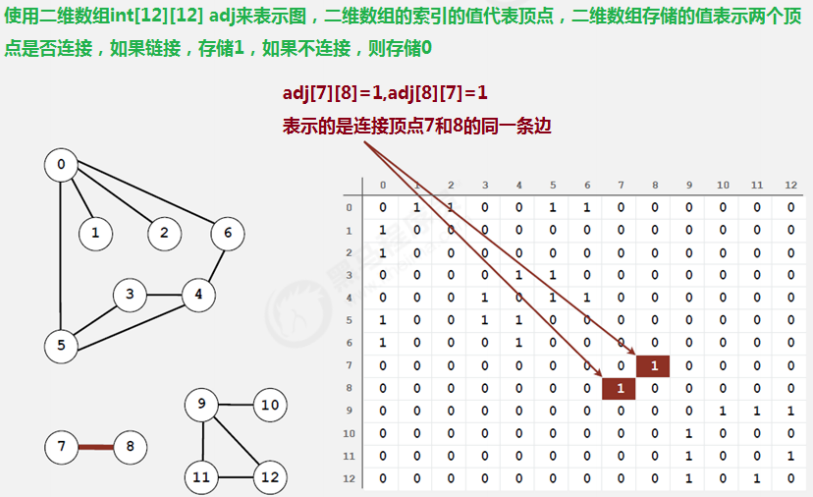 使用二维数组int[12][12] adj来表示图，二维数组的索引的值代表顶点，二维数组存储的值表示两个顶
点是否连接，如果链接，存储1，如果不连接，则存储0
adj[7][8]=1,adj[8][7]=1
表示的是连接顶点7和8的同一条边
0
1
2
6
3
4
5
9
10
7
8
11
12
0 1 2 3 4 5 6 7 8 9 10 11 12
0 0 1 1 0 0 1 1 0 0 0 0 0 0
1 1 0 0 0 0 0 0 0 0 0 0 0
2 1 0 0 0 0 0 0 0 0 0 0 0 0
3 0 0 0 0 1 1 0 0 0 0 0 0 0
4 0 0 0 1 0 1 1 0 0 0 0 0 0
5 1 0 0 1 1 0 0 0 0 0 0 0 0
6 1 0 0 0 1 0 0 0 0 0 0 0 0
7 0 0 0 0 0 0 0 0 1 0 0 0 0
8 0 0 0 0 0 0 0 1 0 0 0 0 0
9 0 0 0 0 0 0 0 0 0 0 1 1 1
10 0 0 0 0 0 0 0 0 0 1 0 0 0
11 0 0 0 0 0 0 0 0 0 1 0 0 1
12 0 0 0 0 0 0 0 0 0 1 0 1 0